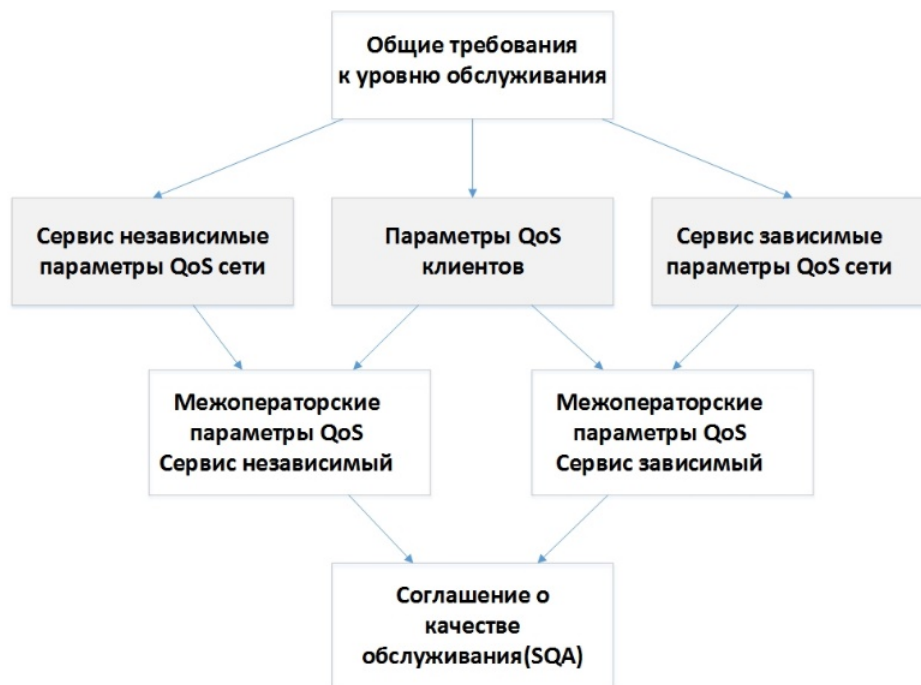 Общие требования
к уровню обслуживания
Сервис независимые
параметры QoS сети
Параметры QoS
клиентов
Сервис зависимые
параметры QoS сети
Межоператорские
параметры QoS
Сервис независимый
Межоператорские
параметры QoS
Сервис зависимый
Соглашение о
качестве
обслуживания(SQA)